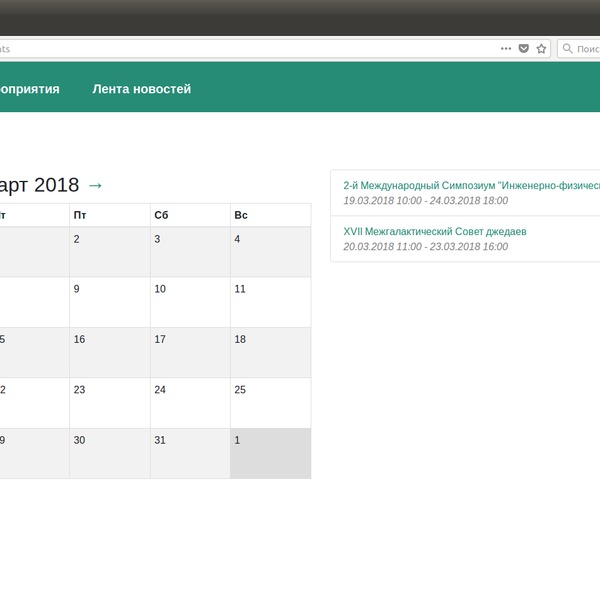 nts
Поис
оприятия Лента новостей
арт 2018 →
2-й Международный Симпозиум "Инженерно-физичес
19.03.2018 10:00 - 24.03.2018 18:00
XVII Межгалактический Совет джедаев
20.03.2018 11:00 - 23.03.2018 16:00
т Пт Сб Вс
2 3 4
9 10 11
5 16 17 18
2 23 24 25
9 30 31 1